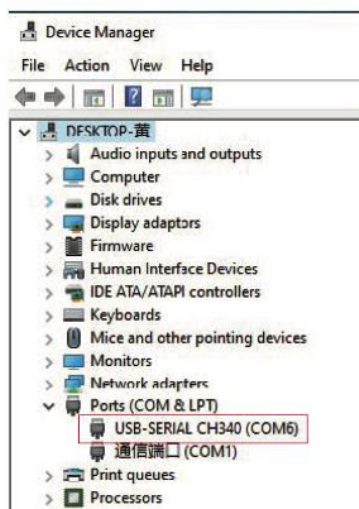 Device Manager
File Action View Help
DESKTOP-黄
Audio inputs and outputs
Computer
Disk drives
Display adaptors
Firmware
Human Interface Devices
IDE ATA/ATAPI controllers
Keyboards
Mice and other pointing devices
Monitors
Network adapters
Ports (COM & LPT)
USB-SERIAL CH340 (COM6)
通信端口 (COM1)
Print queues
Processors